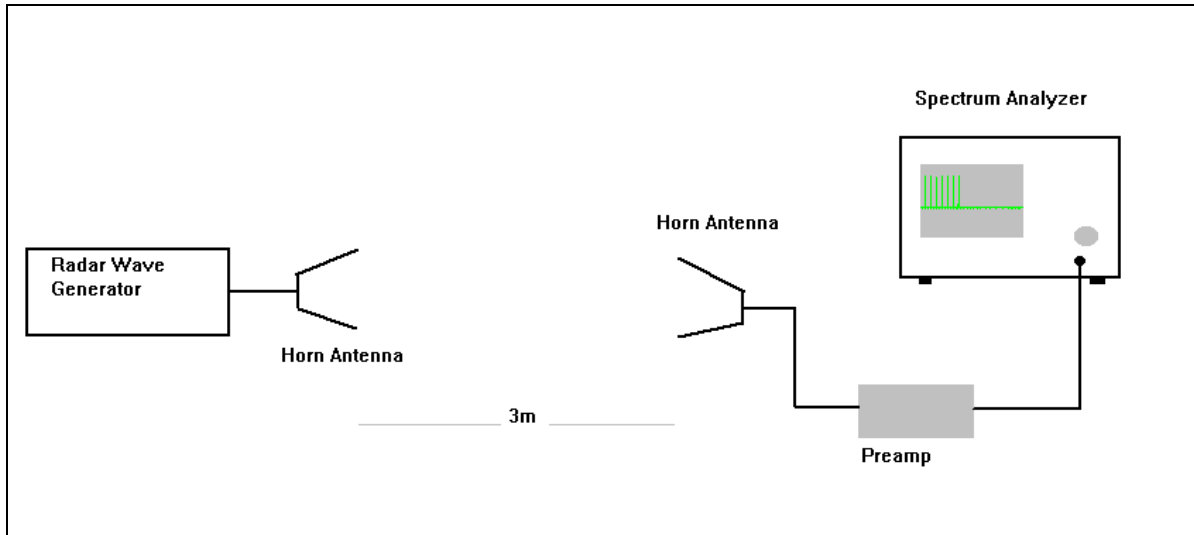 Spectrum Analyzer
Horn Antenna
Radar Wave
Generator
Horn Antenna
3m
Preamp